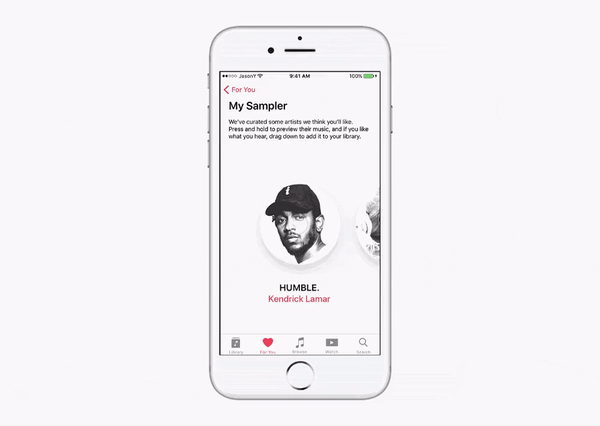 JasonY 9:41 AM 100%
For You
My Sampler
We've curated some artists we think you'll like.
Press and hold to preview their music, and if you like
what you hear, drag down to add it to your library.
HUMBLE.
Kendrick Lamar
Library For You Watch Search